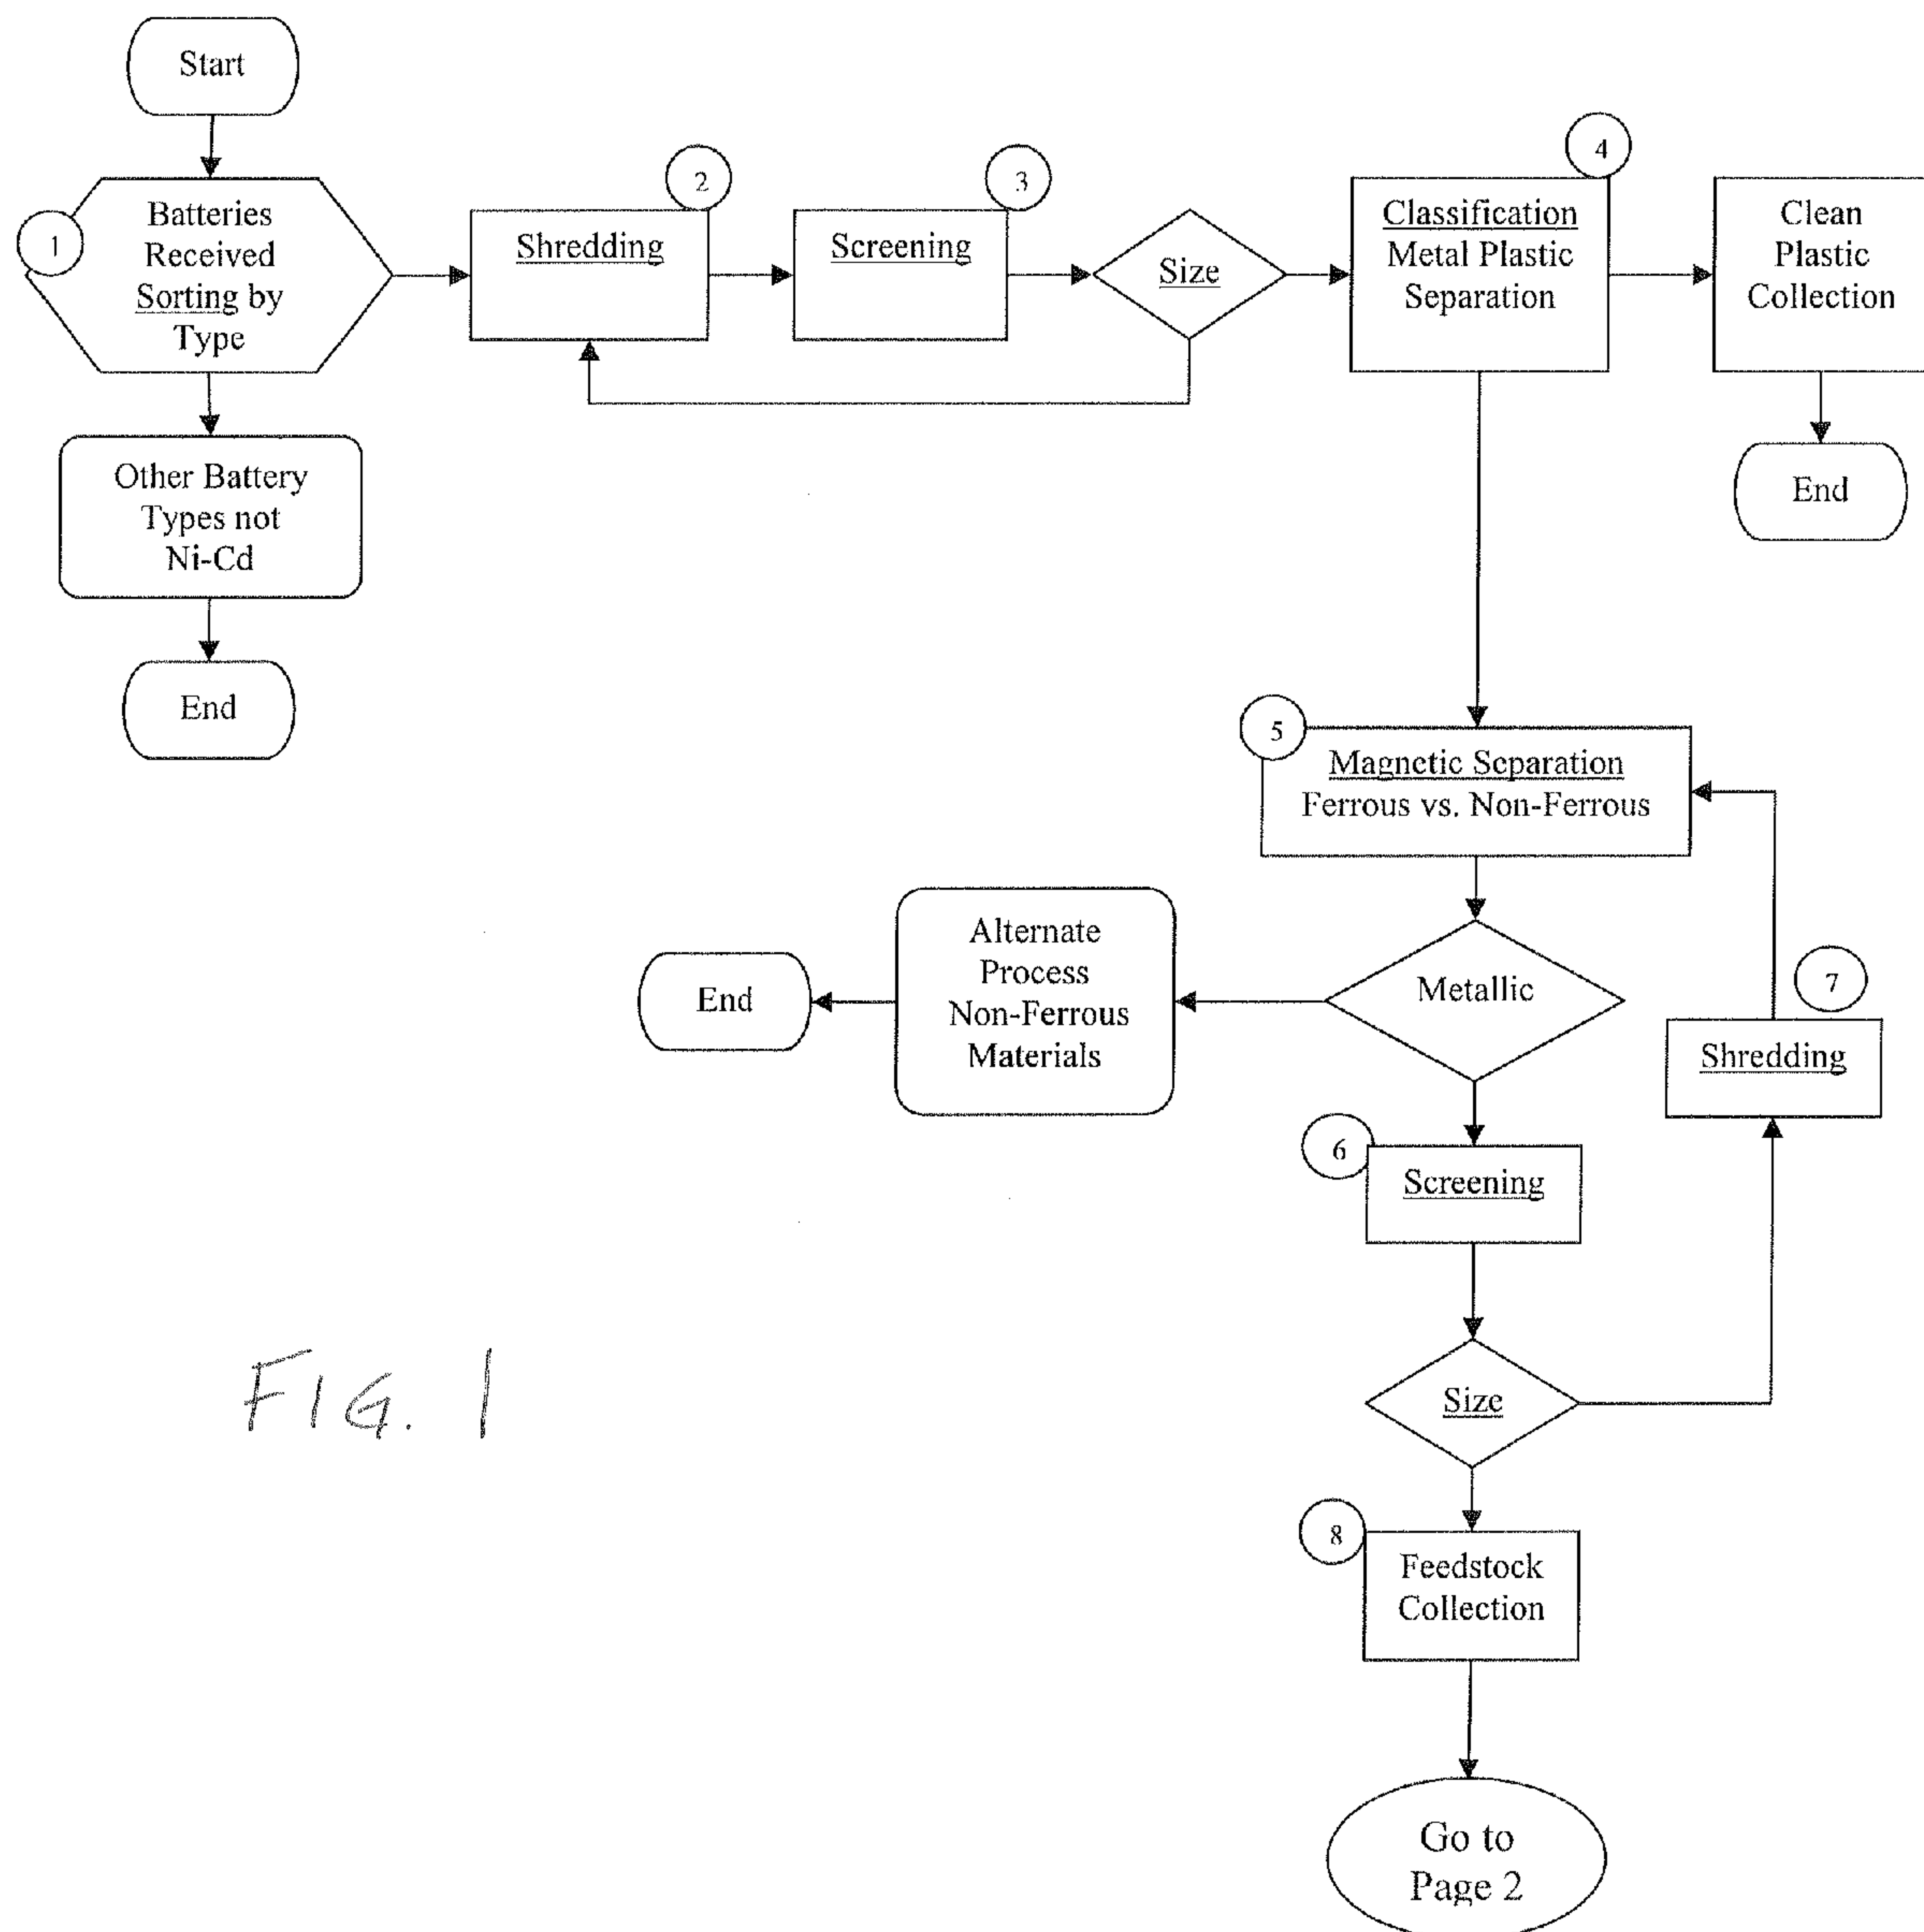 Start
1
Batteries
Received
Sorting by
Type
2
Shredding
3
Screening
Size
4
Classification
Metal Plastic
Separation
Clean
Plastic
Collection
End
Other Battery
Types not
Ni-Cd
End
5
Magnetic Separation
Ferrous vs. Non-Ferrous
Metallic
Alternate
Process
Non-Ferrous
Materials
End
7
Shredding
6
Screening
Size
8
Feedstock
Collection
Go to
Page 2
FIG. 1